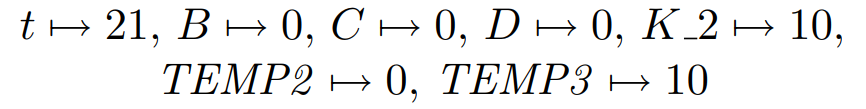 t ↦ 21, B ↦ 0, C ↦ 0, D ↦ 0, K_2 ↦ 10,
TEMP2 ↦ 0, TEMP3 ↦ 10